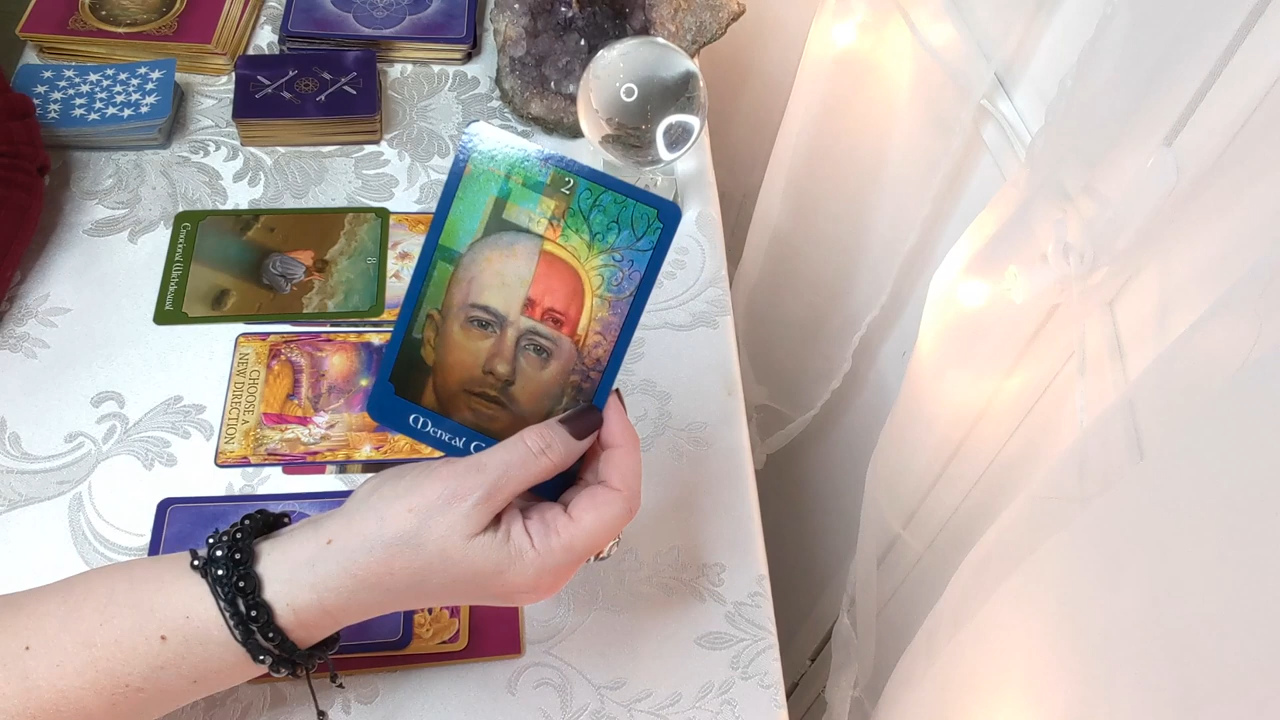 2
Mental
8
Emotional Withdrawal
CHOOSE A
NEW DIRECTION